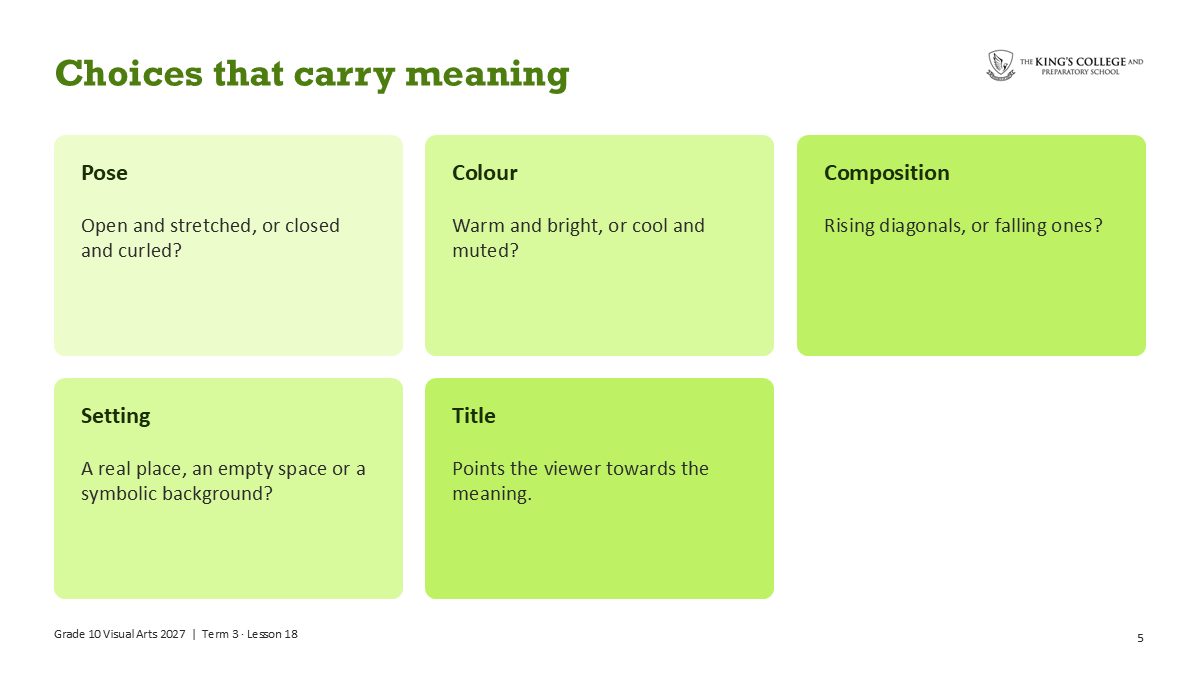 Choices that carry meaning
THE KING'S COLLEGE AND
PREPARATORY SCHOOL
Pose
Open and stretched, or closed
and curled?
Colour
Warm and bright, or cool and
muted?
Composition
Rising diagonals, or falling ones?
Setting
A real place, an empty space or a
symbolic background?
Title
Points the viewer towards the
meaning.
Grade 10 Visual Arts 2027 | Term 3 · Lesson 18
5